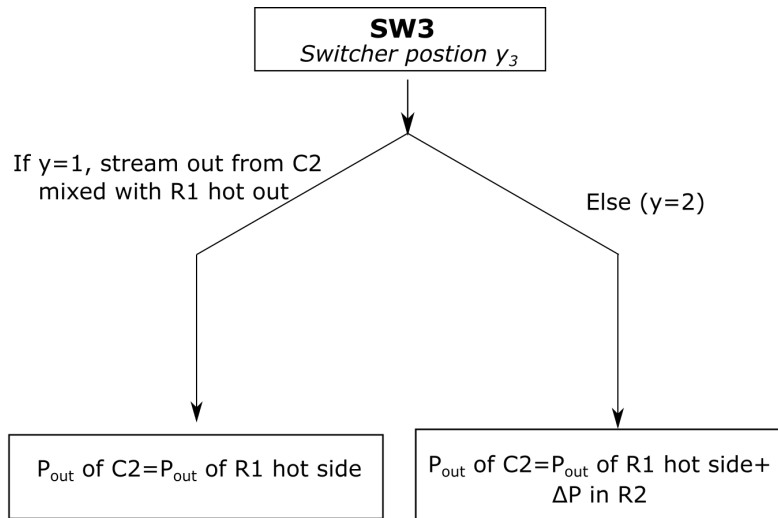 SW3
Switcher postion y₃
If y=1, stream out from C2
mixed with R1 hot out
Else (y=2)
Pout of C2=Pout of R1 hot side
Pout of C2=Pout of R1 hot side+
ΔP in R2